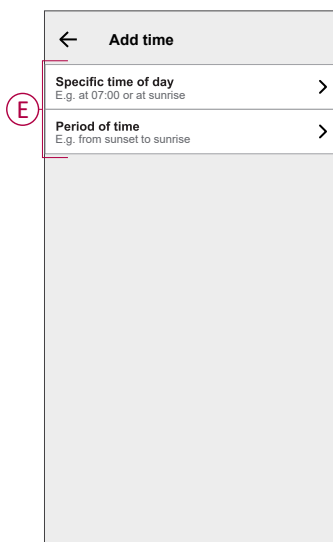 Add time
Specific time of day
E.g. at 07:00 or at sunrise
E
Period of time
E.g. from sunset to sunrise